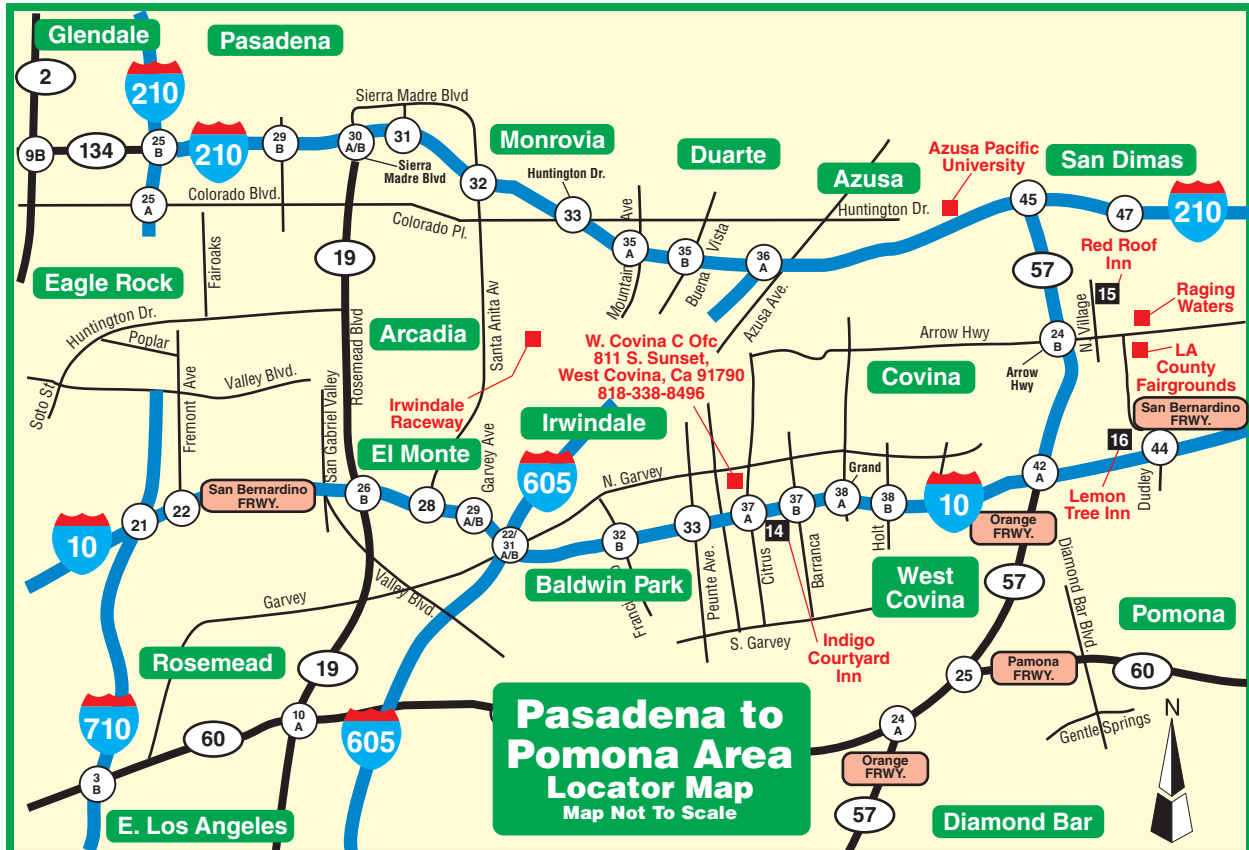 Glendale
Pasadena
2
210
Sierra Madre Blvd
29
B
30
A/B
31
Monrovia
Duarte
Azusa Pacific
University
San Dimas
9B
134
25
B
210
Sierra
Madre Blvd
32
Huntington Dr.
Azusa
25
A
Colorado Blvd.
Colorado Pl.
33
Mountain
Ave
Buena
Vista
Huntington Dr.
45
47
210
35
A
35
B
36
A
Azusa Ave.
Fairoaks
19
57
Red Roof
Inn
15
Raging
Waters
Eagle Rock
Huntington Dr.
Poplar
Arcadia
Rosemead Blvd
Santa Anita Av
W. Covina C Ofc
811 S. Sunset,
West Covina, Ca 91790
818-338-8496
Arrow Hwy
24
B
Arrow
Hwy
N. Village
LA
County
Fairgrounds
Covina
Soto St.
Valley Blvd.
Fremont
Ave
San Gabriel Valley
Irwindale
Raceway
Irwindale
San Bernardino
FRWY.
El Monte
Garvey Ave
605
N. Garvey
Grand
16
44
Dudley
Lemon
Tree Inn
10
21
22
San Bernardino
FRWY.
26
B
28
29
A/B
22/
31
A/B
32
B
33
37
A
14
37
B
38
A
38
B
10
42
A
Orange
FRWY.
Holt
Citrus
Barranca
Peunte Ave.
Baldwin Park
West
Covina
57
Diamond Bar Blvd.
Pomona
Garvey
Valley Blvd.
S. Garvey
Indigo
Courtyard
Inn
Rosemead
19
25
Pamona
FRWY.
60
710
60
10
A
605
Pasadena to
Pomona Area
Locator Map
Map Not To Scale
24
A
Gentle Springs
N
3
B
Orange
FRWY.
E. Los Angeles
57
Diamond Bar